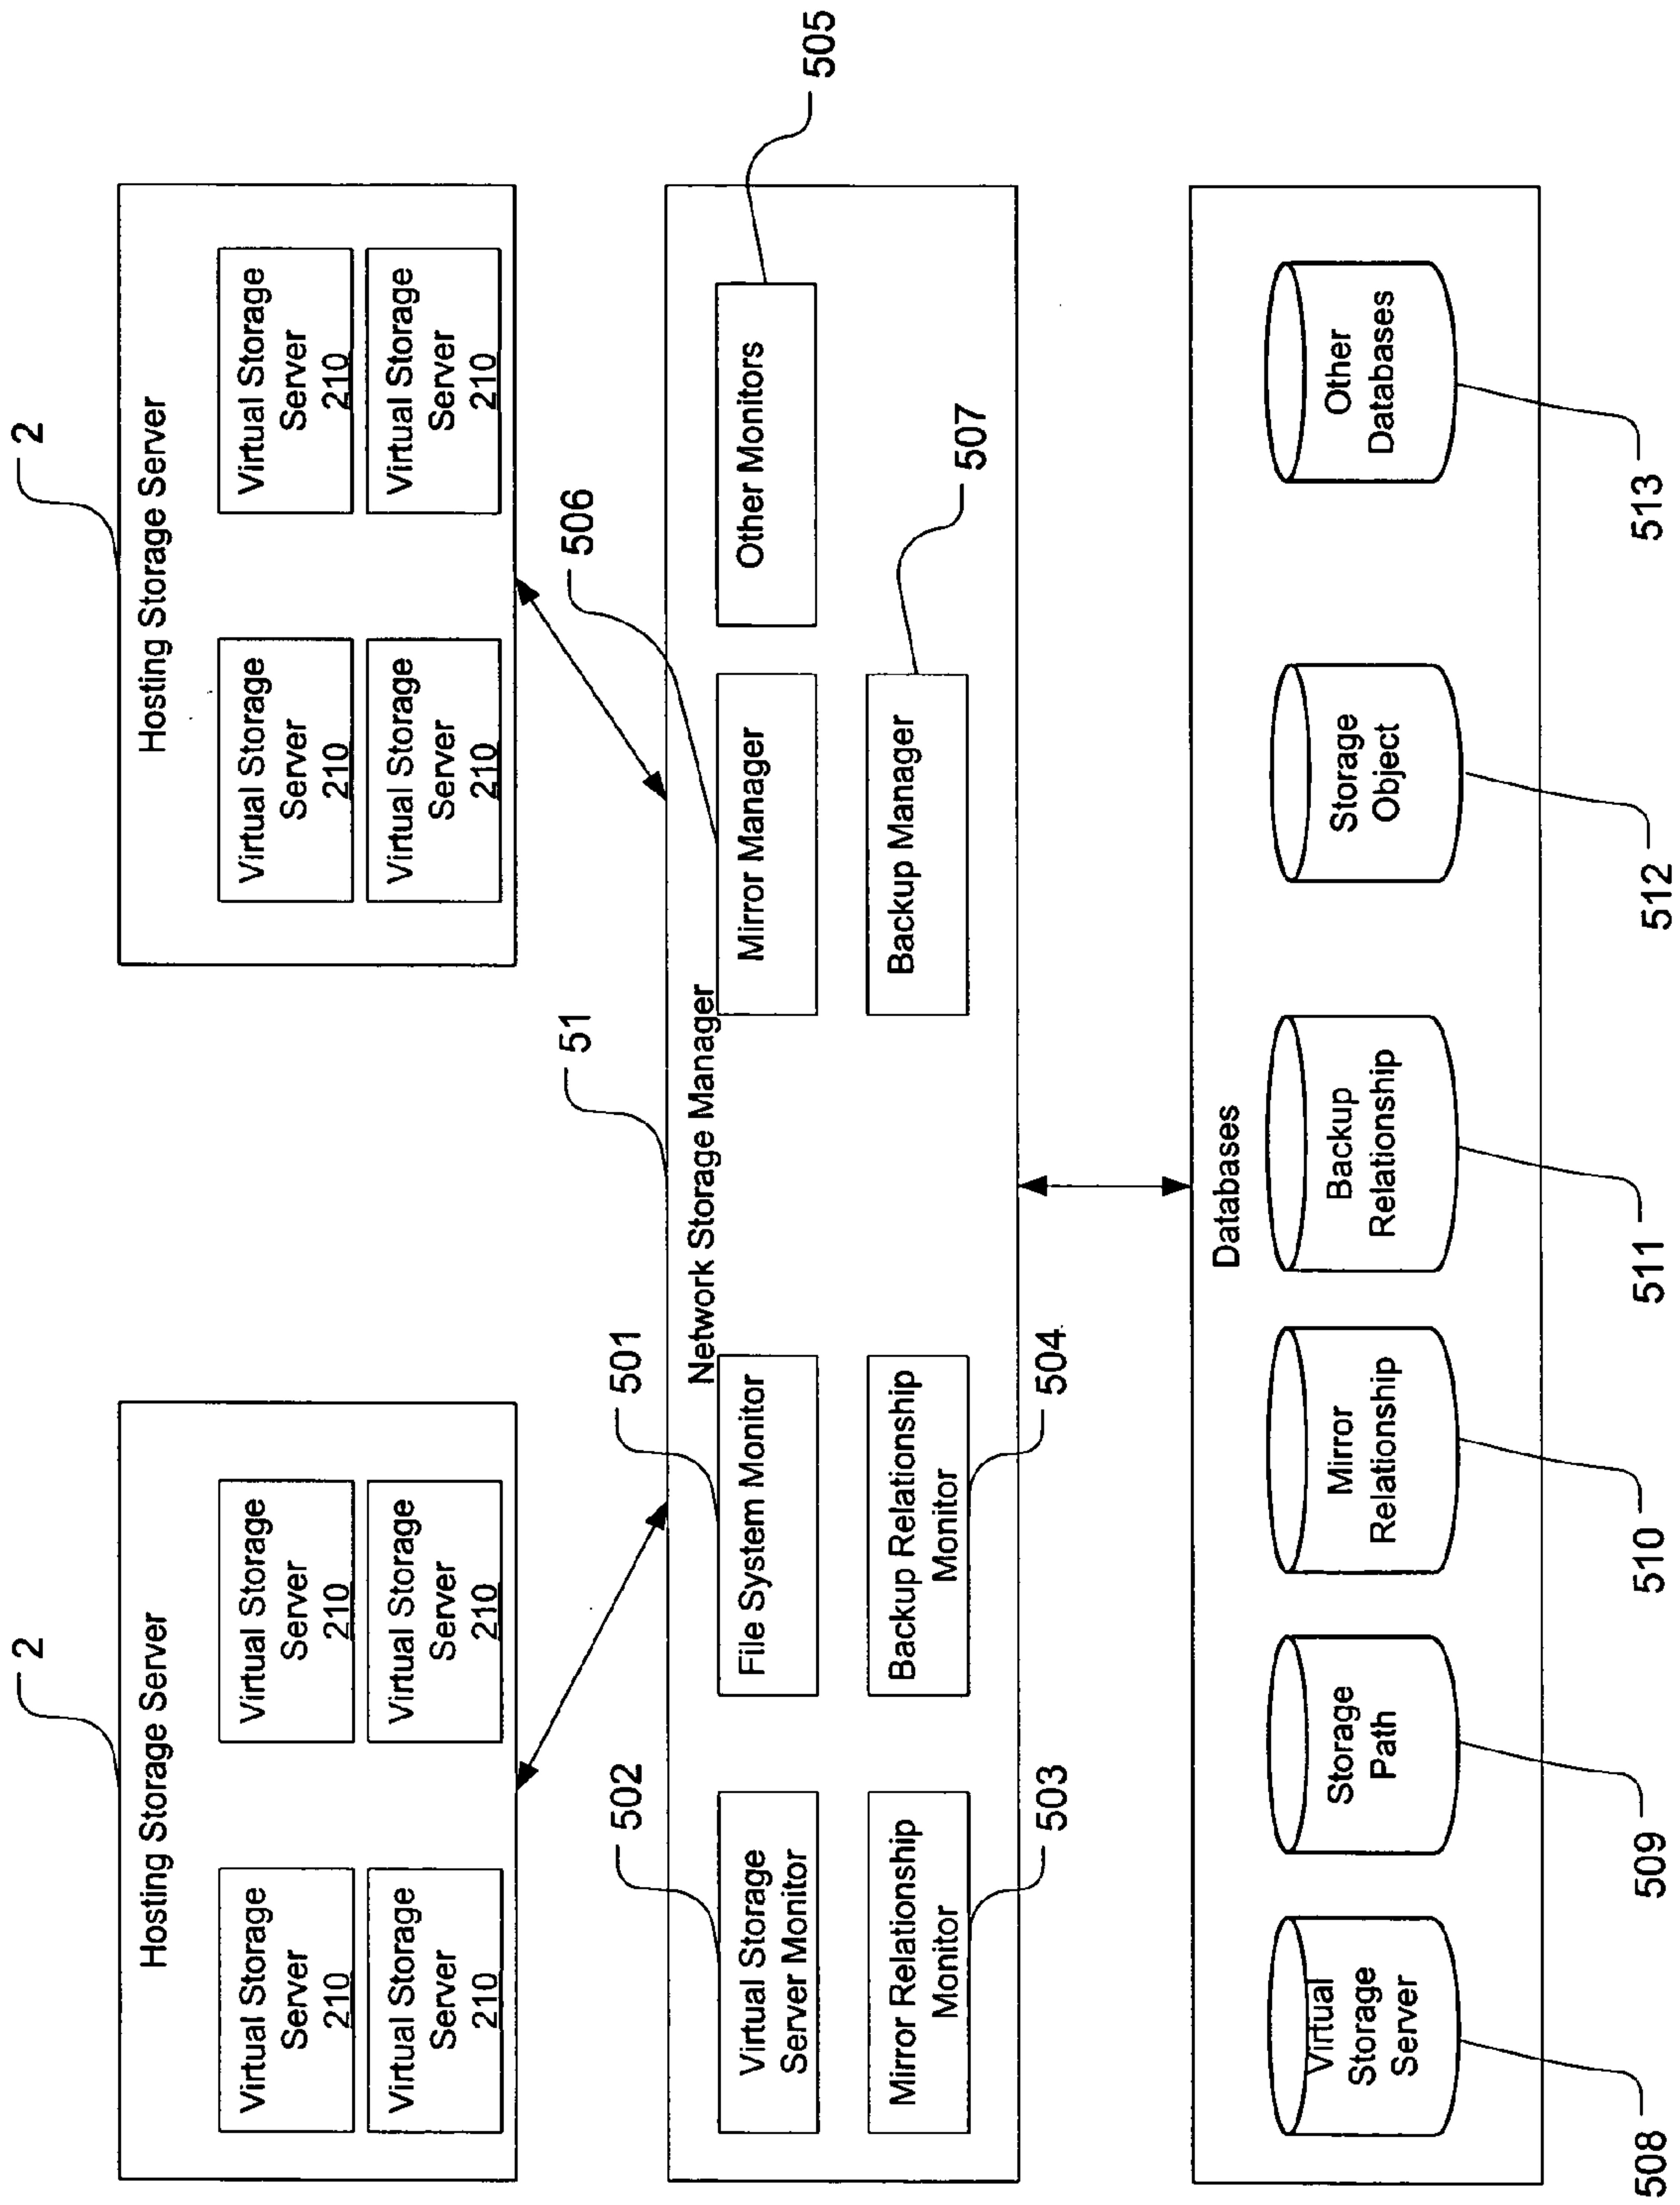 2
2
Hosting Storage Server
Hosting Storage Server
Virtual Storage
Server
210
Virtual Storage
Server
210
Virtual Storage
Server
210
Virtual Storage
Server
210
Virtual Storage
Server
210
Virtual Storage
Server
210
Virtual Storage
Server
210
Virtual Storage
Server
210
502
501
51
506
505
Network Storage Manager
Virtual Storage
Server Monitor
File System Monitor
Mirror Manager
Other Monitors
Mirror Relationship
Monitor
Backup Relationship
Monitor
Backup Manager
503
504
507
Databases
Virtual
Storage
Server
Storage
Path
Mirror
Relationship
Backup
Relationship
Storage
Object
Other
Databases
508
509
510
511
512
513